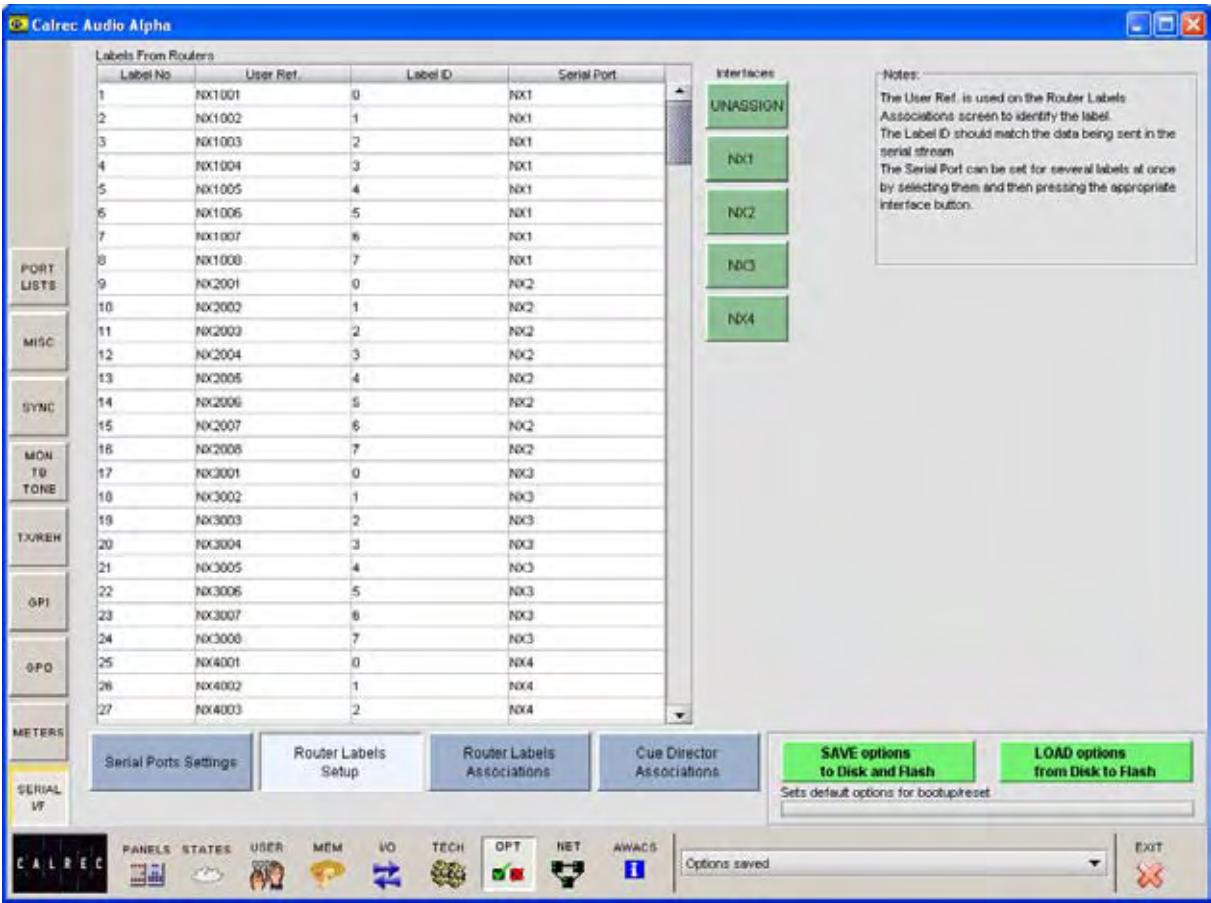 Calrec Audio Alpha
Labels From Routers
Label No User Ref. Label ID Serial Port
1 NX1001 0 NX1
2 NX1002 1 NX1
3 NX1003 2 NX1
4 NX1004 3 NX1
5 NX1005 4 NX1
6 NX1006 5 NX1
7 NX1007 6 NX1
8 NX1008 7 NX1
9 NX2001 0 NX2
10 NX2002 1 NX2
11 NX2003 2 NX2
12 NX2004 3 NX2
13 NX2005 4 NX2
14 NX2006 5 NX2
15 NX2007 6 NX2
16 NX2008 7 NX2
17 NX3001 0 NX3
18 NX3002 1 NX3
19 NX3003 2 NX3
20 NX3004 3 NX3
21 NX3005 4 NX3
22 NX3006 5 NX3
23 NX3007 6 NX3
24 NX3008 7 NX3
25 NX4001 0 NX4
26 NX4002 1 NX4
27 NX4003 2 NX4
Interfaces
UNASSIGN
NX1
NX2
NX3
NX4
Notes:
The User Ref. is used on the Router Labels
Associations screen to identify the label.
The Label ID should match the data being sent in the
serial stream
The Serial Port can be set for several labels at once
by selecting them and then pressing the appropriate
interface button.
PORT
LISTS
MISC
SYNC
MON
TB
TONE
TX/REH
GPI
GPO
METERS
SERIAL
I/F
Serial Ports Settings
Router Labels
Setup
Router Labels
Associations
Cue Director
Associations
SAVE options
to Disk and Flash
LOAD options
from Disk to Flash
Sets default options for bootup/reset
CALREC
PANELS STATES USER MEM I/O TECH OPT NET AWACS
Options saved
EXIT